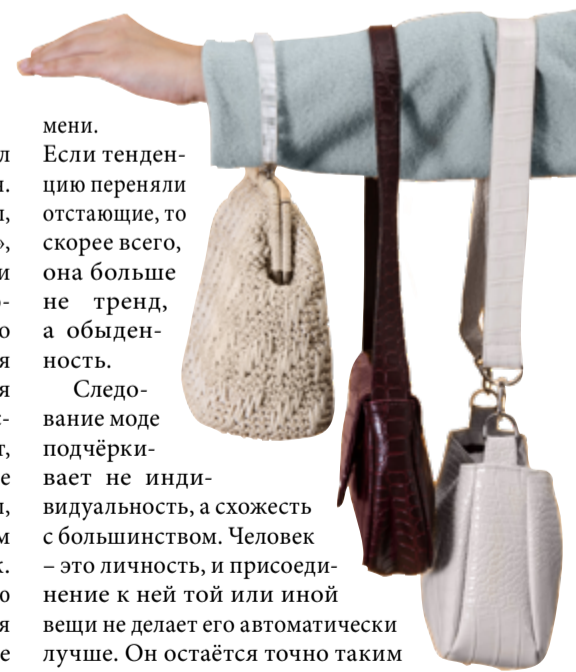 мени.
Если тенден-
цию переняли
отстающие, то
скорее всего,
она больше
не тренд,
а обыден-
ность.
Следо-
вание моде
подчёрки-
вает не инди-
видуальность, а схожесть
с большинством. Человек
– это личность, и присоеди-
нение к ней той или иной
вещи не делает его автоматически
лучше. Он остаётся точно таким